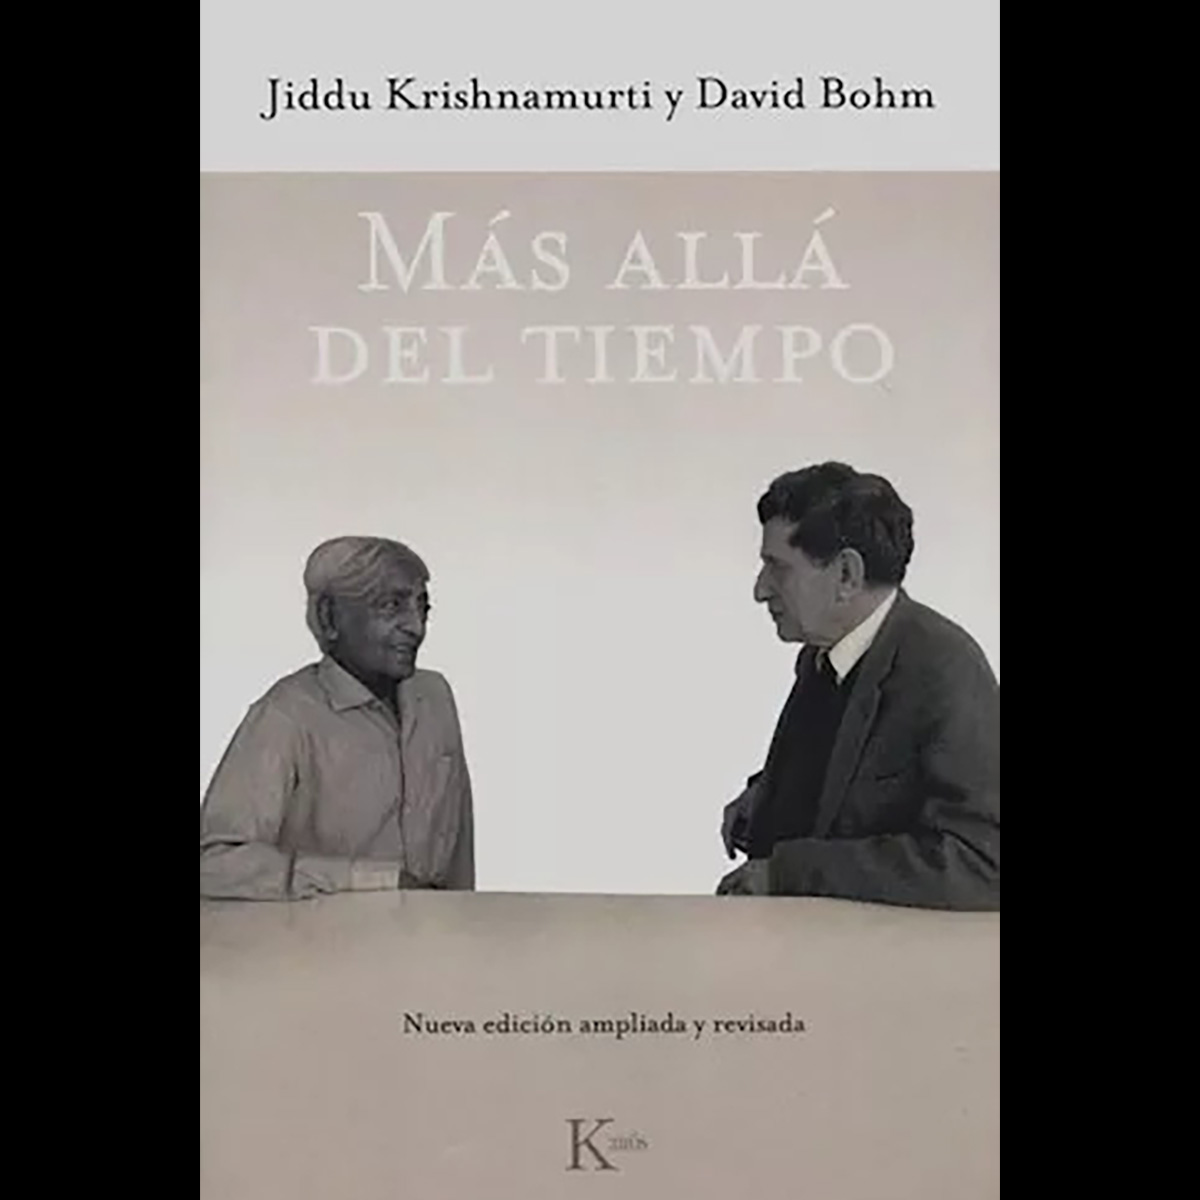 Jiddu Krishnamurti y David Bohm
MÁS ALLÁ
DEL TIEMPO
Nueva edición ampliada y revisada
Kairós